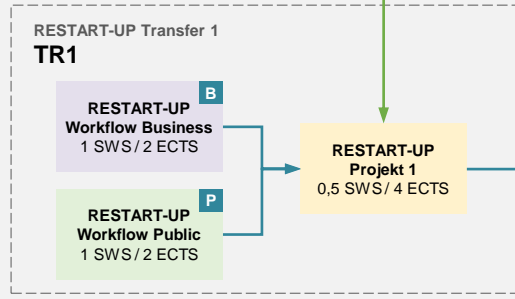 RESTART-UP Transfer 1
TR1
B
RESTART-UP
Workflow Business
1 SWS / 2 ECTS
P
RESTART-UP
Workflow Public
1 SWS / 2 ECTS
RESTART-UP
Projekt 1
0,5 SWS / 4 ECTS